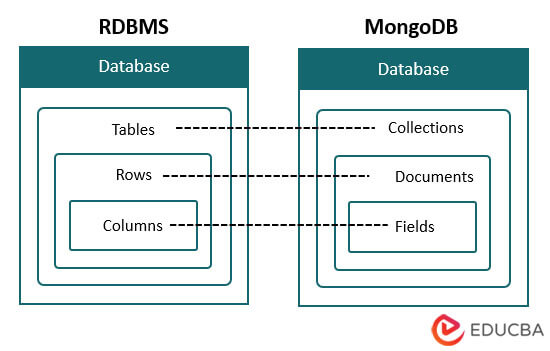 RDBMS
MongoDB
Database
Database
Tables
Collections
Rows
Documents
Columns
Fields
EDUCBA